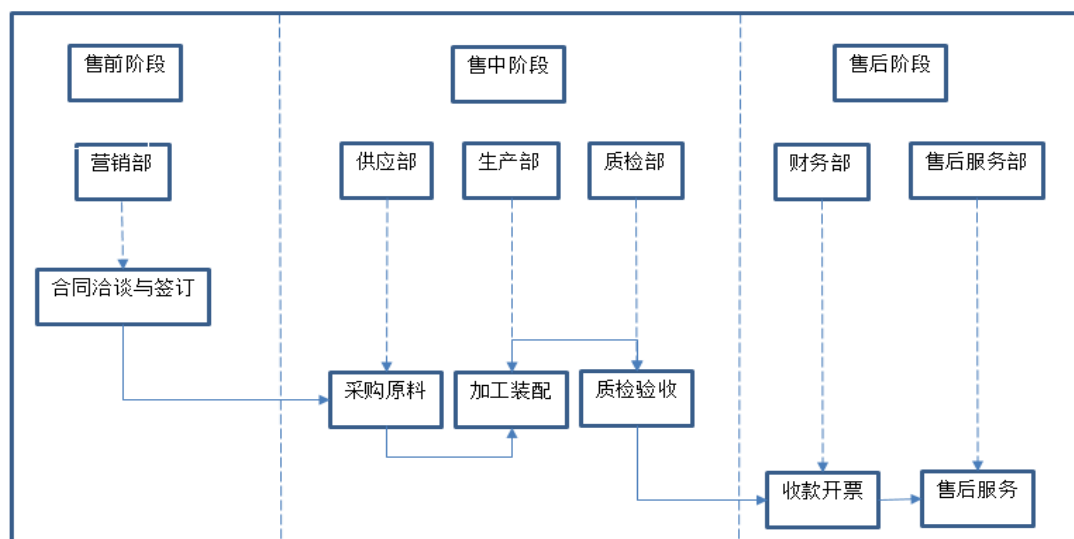 售前阶段
售中阶段
售后阶段
营销部
供应部
生产部
质检部
财务部
售后服务部
合同洽谈与签订
采购原料
加工装配
质检验收
收款开票
售后服务